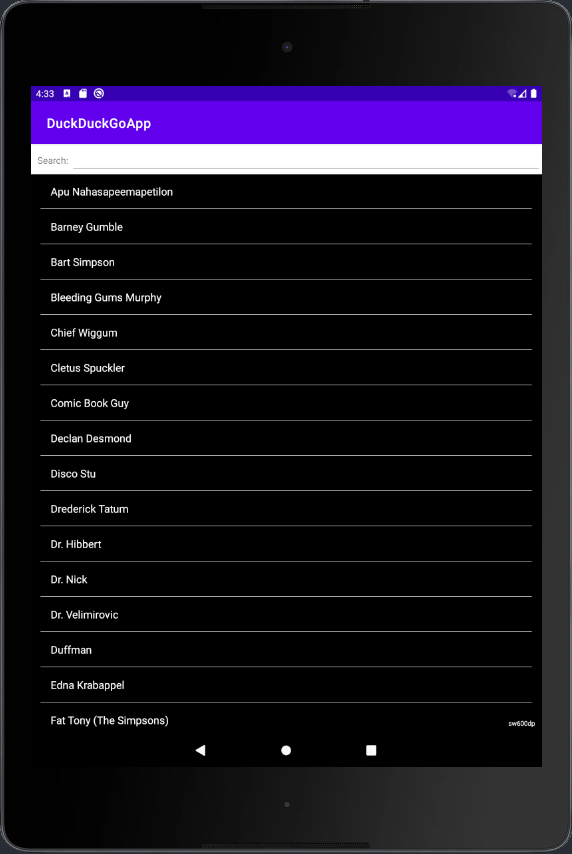 4:33
DuckDuckGoApp
Search:
Apu Nahasapeemapetilon
Barney Gumble
Bart Simpson
Bleeding Gums Murphy
Chief Wiggum
Cletus Spuckler
Comic Book Guy
Declan Desmond
Disco Stu
Drederick Tatum
Dr. Hibbert
Dr. Nick
Dr. Velimirovic
Duffman
Edna Krabappel
Fat Tony (The Simpsons)
sw600dp